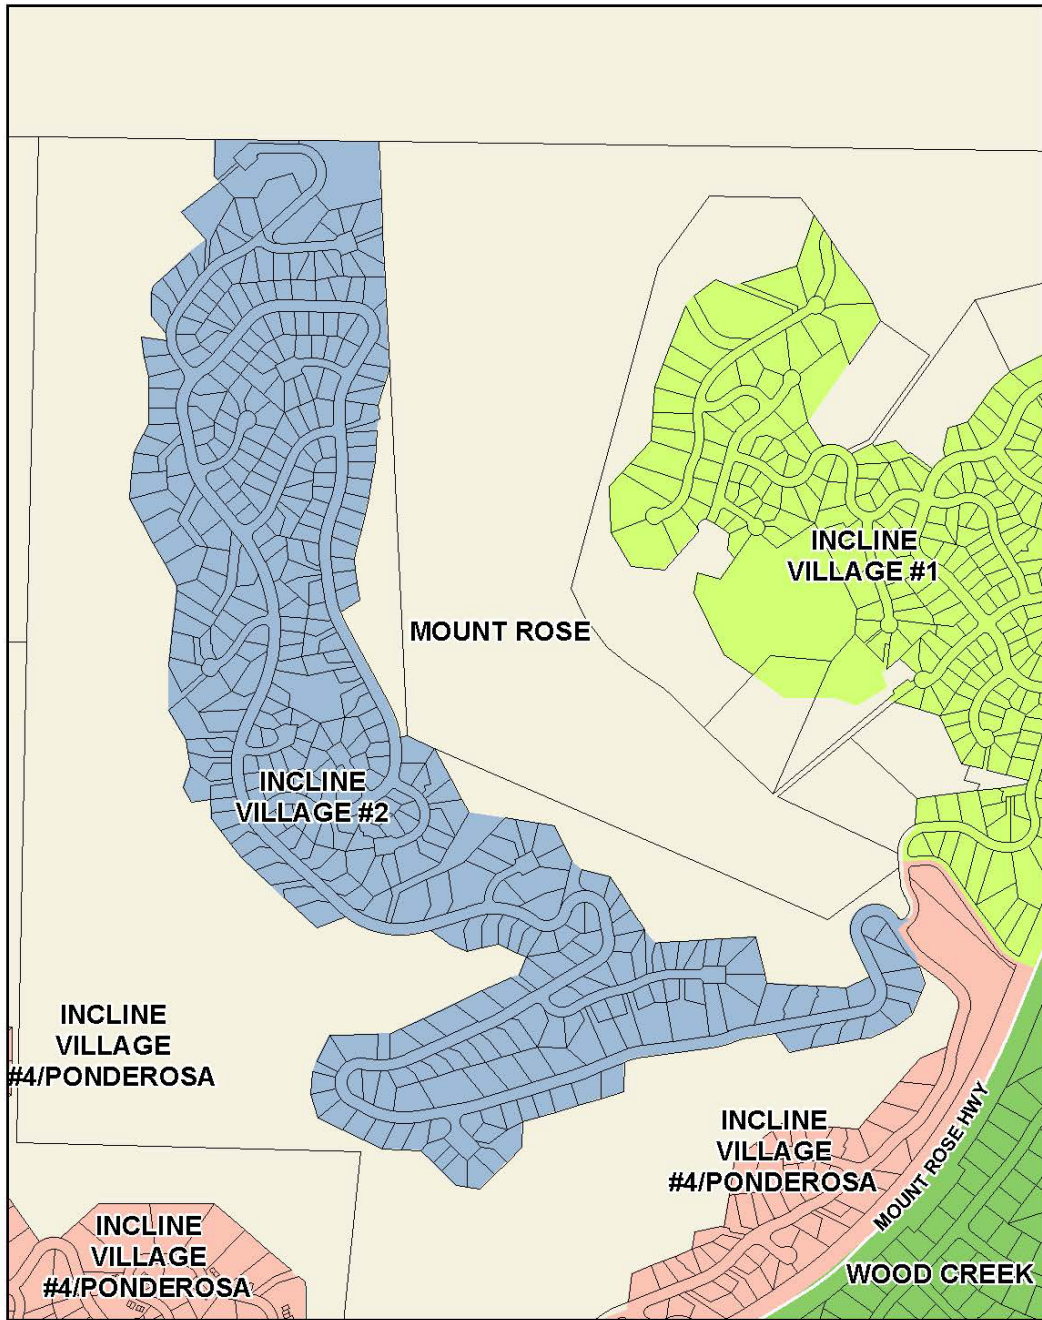 INCLINE
VILLAGE #1
MOUNT ROSE
INCLINE
VILLAGE #2
INCLINE
VILLAGE
#4/PONDEROSA
INCLINE
VILLAGE
#4/PONDEROSA
MOUNT ROSE HWY
INCLINE
VILLAGE
#4/PONDEROSA
WOOD CREEK